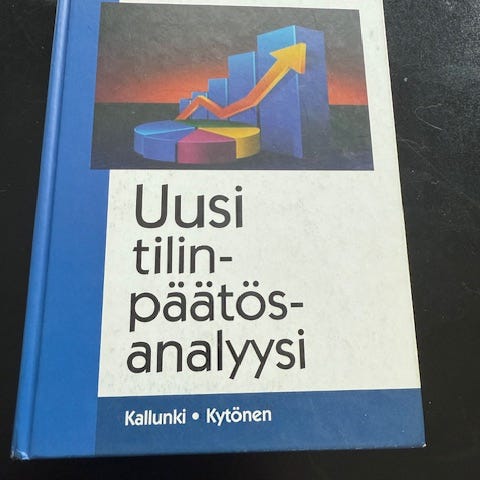 Uusi
tilin-
päätös-
analyysi
Kallunki • Kytönen